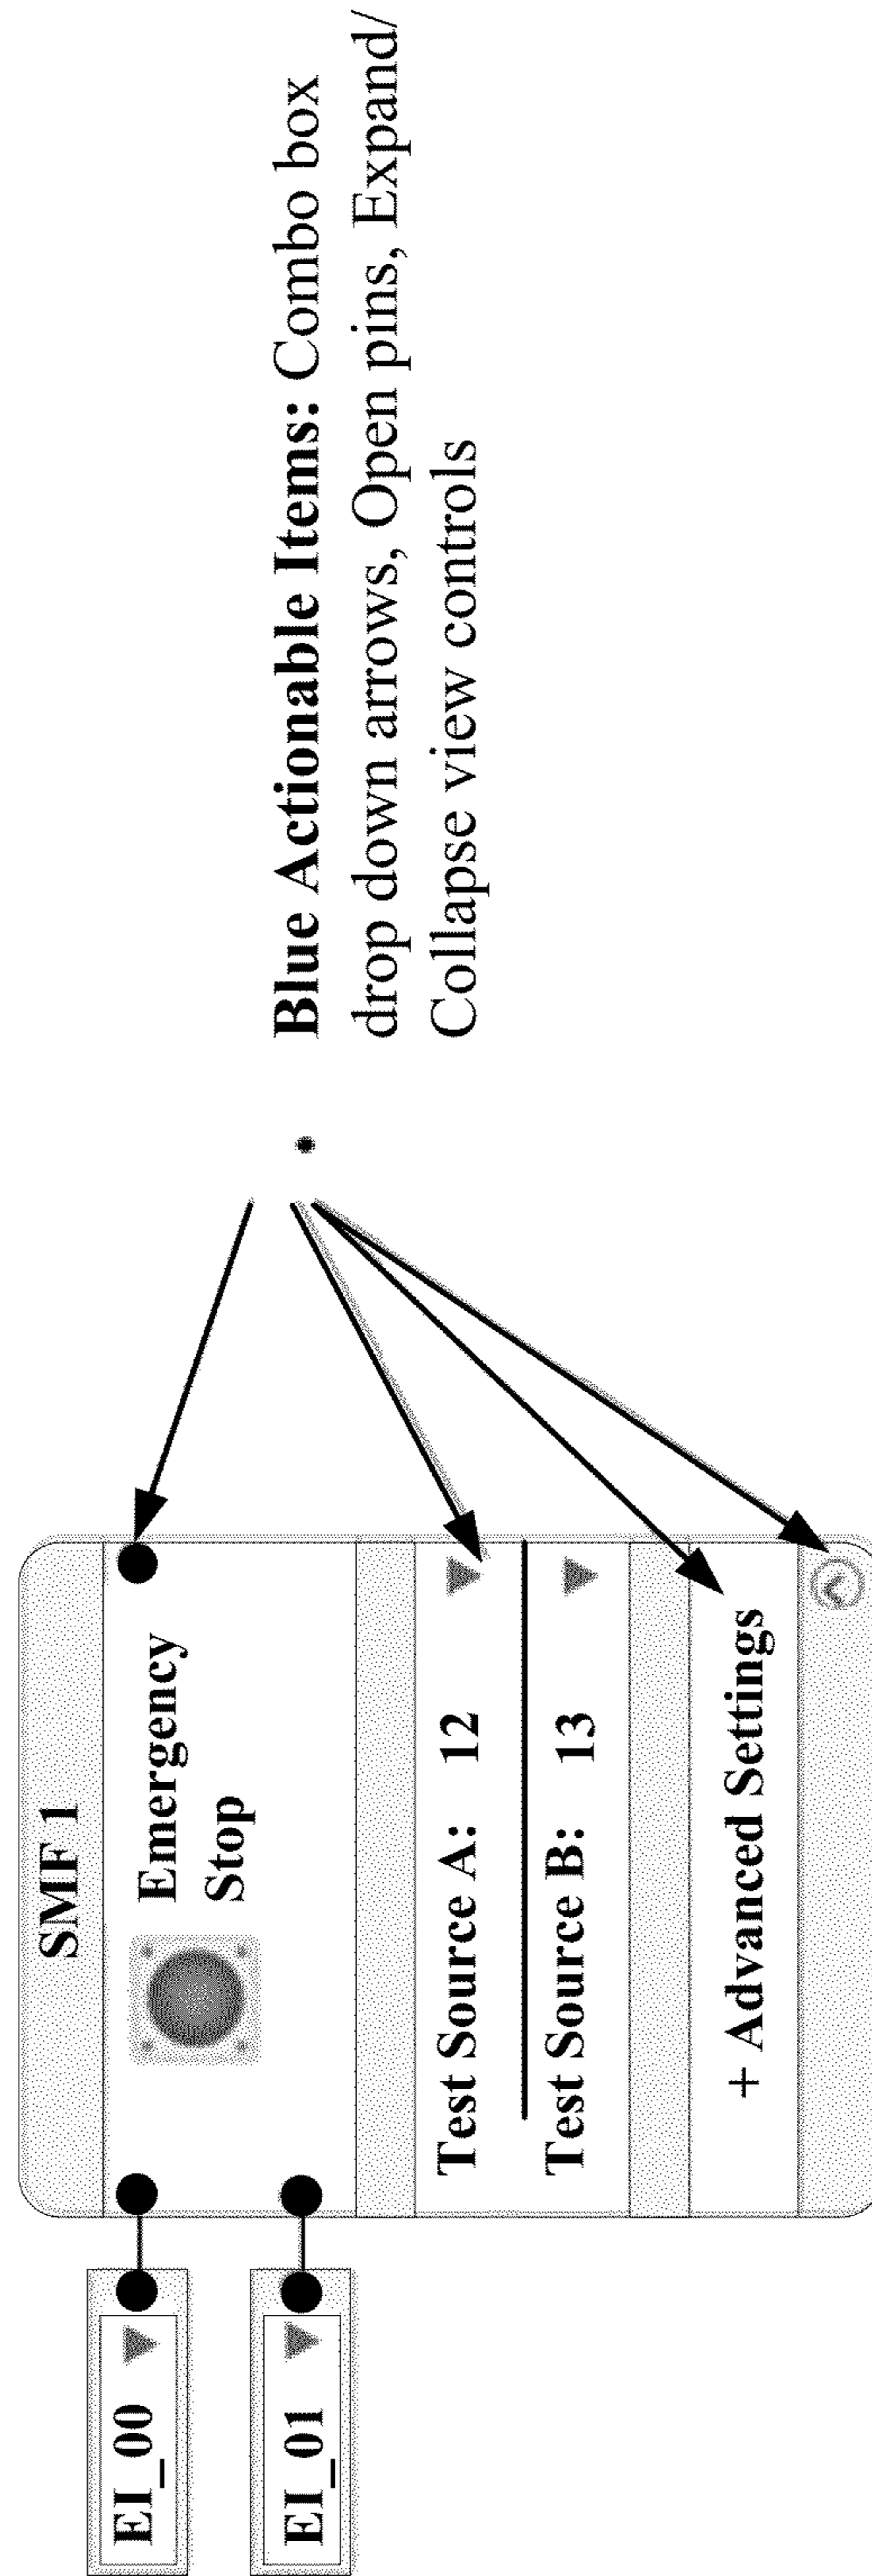 SMF 1
EI_00
EI_01
Emergency
Stop
Test Source A: 12
Test Source B: 13
+ Advanced Settings
Blue Actionable Items: Combo box
drop down arrows, Open pins, Expand/
Collapse view controls